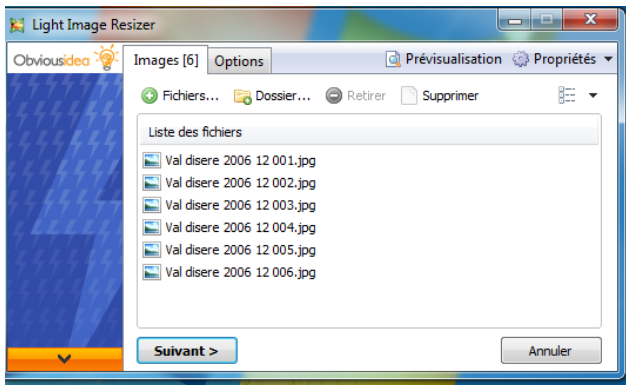 Light Image Resizer
Obviousidea Images [6] Options Prévisualisation Propriétés
Fichiers... Dossier... Retirer Supprimer
Liste des fichiers
Val disere 2006 12 001.jpg
Val disere 2006 12 002.jpg
Val disere 2006 12 003.jpg
Val disere 2006 12 004.jpg
Val disere 2006 12 005.jpg
Val disere 2006 12 006.jpg
Suivant > Annuler